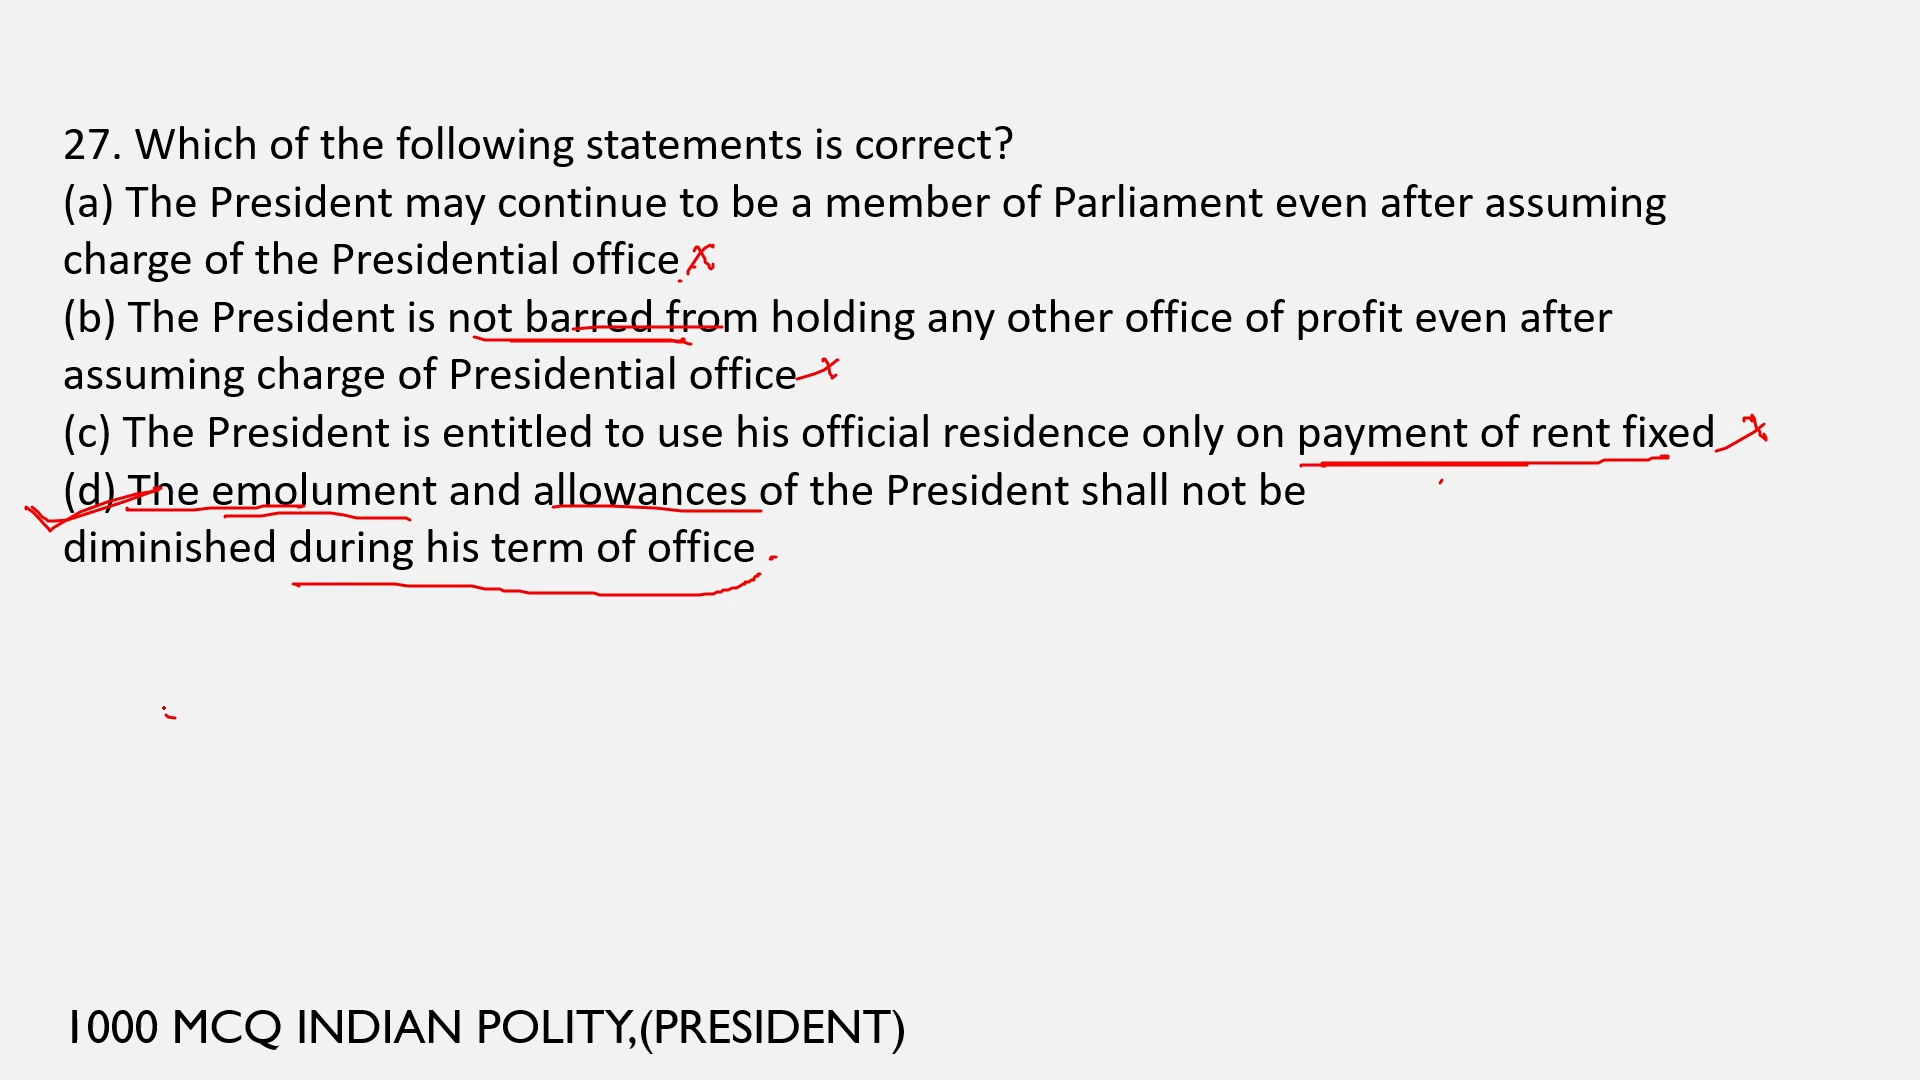 27. Which of the following statements is correct?
(a) The President may continue to be a member of Parliament even after assuming
charge of the Presidential office.
(b) The President is not barred from holding any other office of profit even after
assuming charge of Presidential office
(c) The President is entitled to use his official residence only on payment of rent fixed
(d) The emolument and allowances of the President shall not be
diminished during his term of office
1000 MCQ INDIAN POLITY,(PRESIDENT)